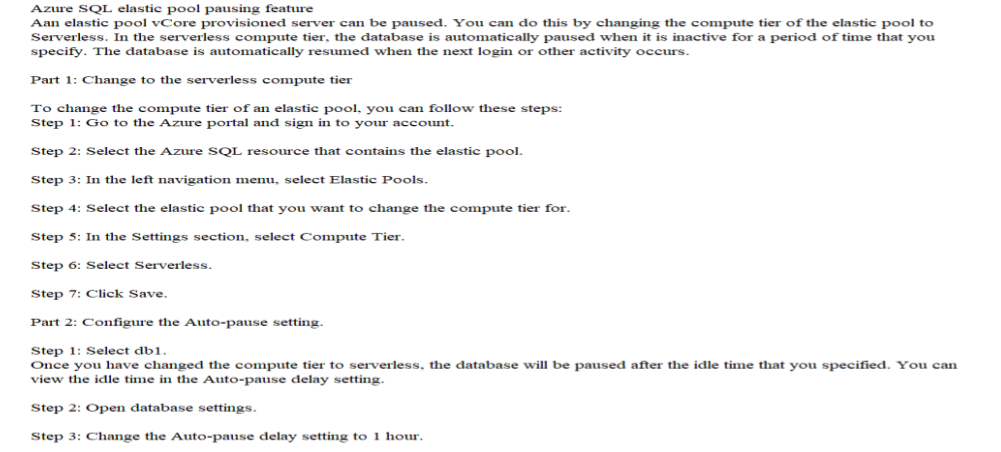 Azure SQL elastic pool pausing feature
Aan elastic pool vCore provisioned server can be paused. You can do this by changing the compute tier of the elastic pool to
Serverless. In the serverless compute tier, the database is automatically paused when it is inactive for a period of time that you
specify. The database is automatically resumed when the next login or other activity occurs.
Part 1: Change to the serverless compute tier
To change the compute tier of an elastic pool, you can follow these steps:
Step 1: Go to the Azure portal and sign in to your account.
Step 2: Select the Azure SQL resource that contains the elastic pool.
Step 3: In the left navigation menu, select Elastic Pools.
Step 4: Select the elastic pool that you want to change the compute tier for.
Step 5: In the Settings section, select Compute Tier.
Step 6: Select Serverless.
Step 7: Click Save.
Part 2: Configure the Auto-pause setting.
Step 1: Select db1.
Once you have changed the compute tier to serverless, the database will be paused after the idle time that you specified. You can
view the idle time in the Auto-pause delay setting.
Step 2: Open database settings.
Step 3: Change the Auto-pause delay setting to 1 hour.